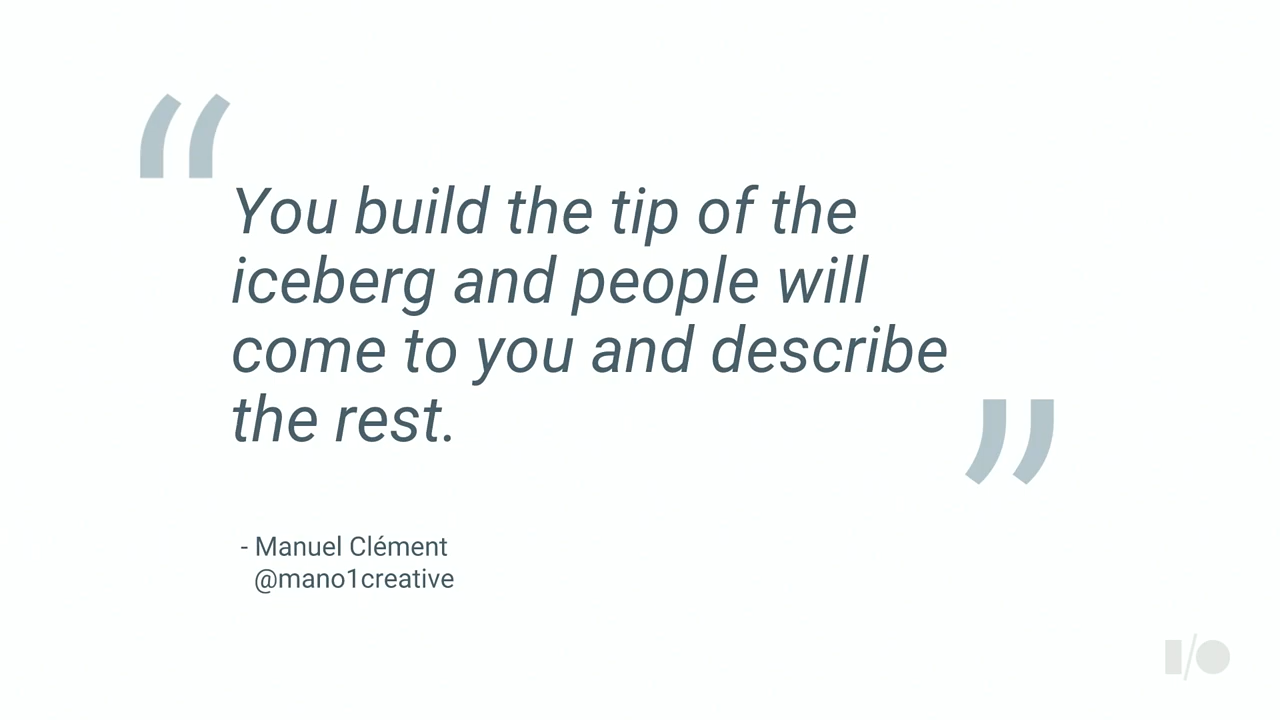 “You build the tip of the
iceberg and people will
come to you and describe
the rest.”
- Manuel Clément
@mano1creative
I/O